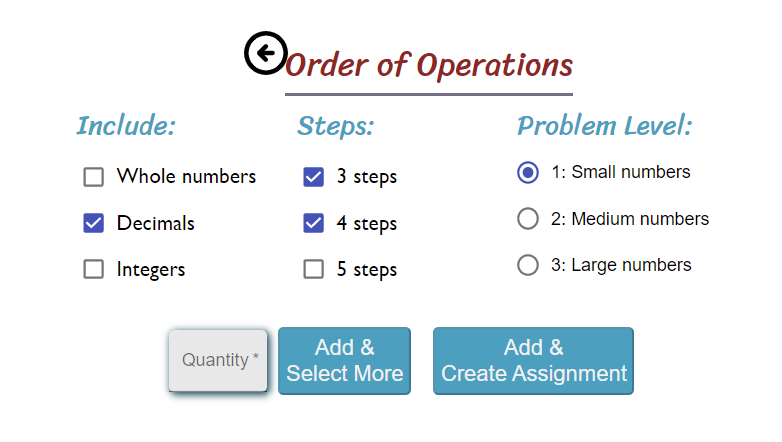 Order of Operations
Include:
Whole numbers
Decimals
Integers
Steps:
3 steps
4 steps
5 steps
Problem Level:
1: Small numbers
2: Medium numbers
3: Large numbers
Quantity *
Add &
Select More
Add &
Create Assignment